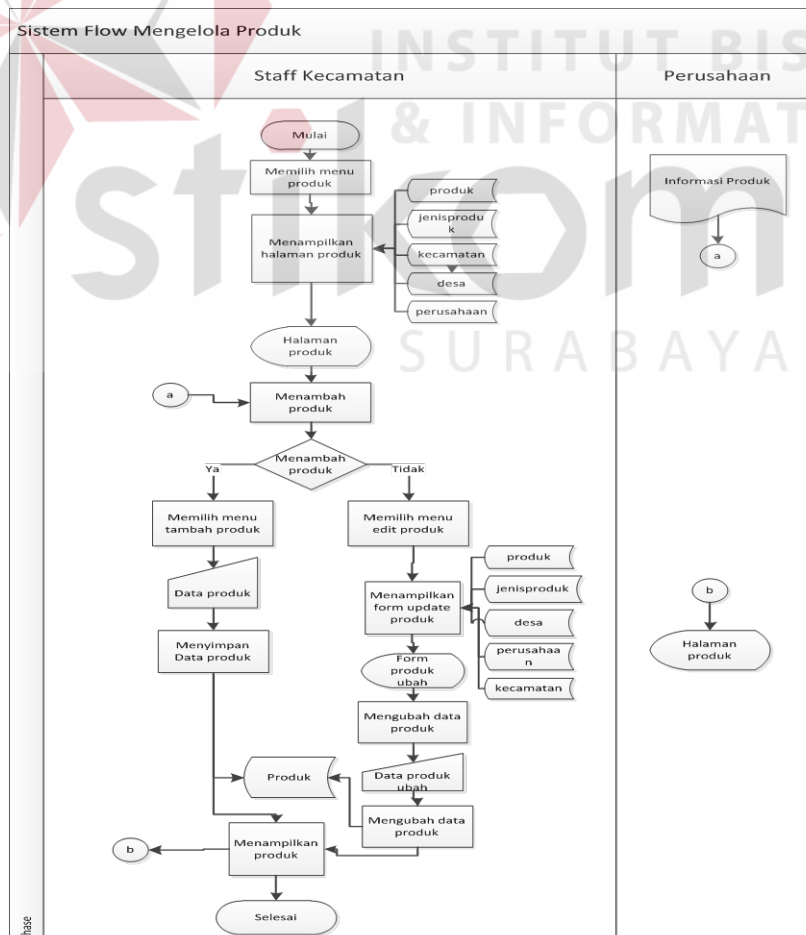 Sistem Flow Mengelola Produk
Staff Kecamatan
Perusahaan
INSTITUT BIS
& INFORMAT
stikom
SURABAYA
Mulai
Memilih menu
produk
Menampilkan
halaman produk
produk
jenisprodu
k
kecamatan
desa
perusahaan
Halaman
produk
a
Menambah
produk
Menambah
produk
Ya
Tidak
Memilih menu
tambah produk
Data produk
Menyimpan
Data produk
Memilih menu
edit produk
Menampilkan
form update
produk
produk
jenisproduk
desa
perusahaa
n
kecamatan
Form
produk
ubah
Mengubah data
produk
Data produk
ubah
Mengubah data
produk
Produk
Menampilkan
produk
b
Selesai
Informasi Produk
a
b
Halaman
produk
hase